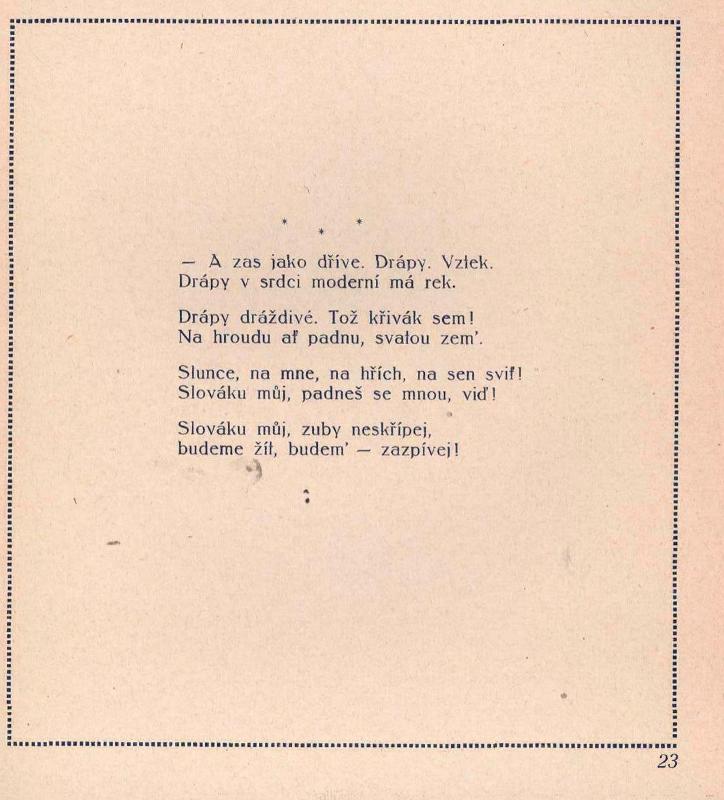 * *
*
— A zas jako dříve. Drápy. Vztek.
Drápy v srdci moderní má rek.
Drápy dráždivé. Tož křivák sem!
Na hroudu ať padnu, svatou zem’.
Slunce, na mne, na hřích, na sen sviť!
Slováku můj, padneš se mnou, viď!
Slováku můj, zuby neskřípej,
budeme žít, budem’ — zazpívej!
23